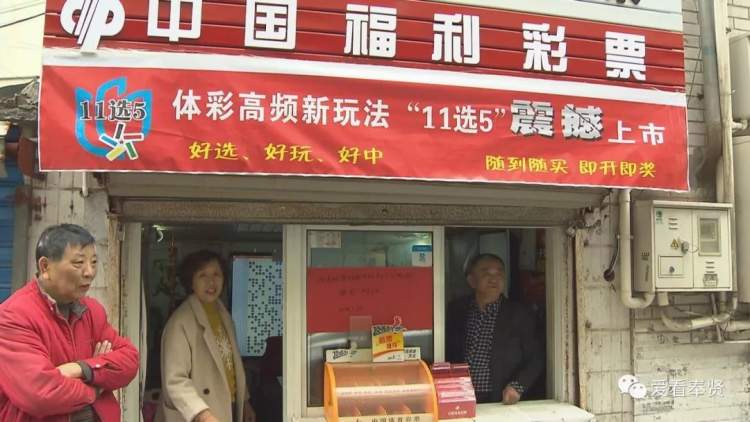 中国福利彩票
11选5
体彩高频新玩法“11选5”震撼上市
好选、好玩、好中
随到随买 即开即奖
爱看奉贤